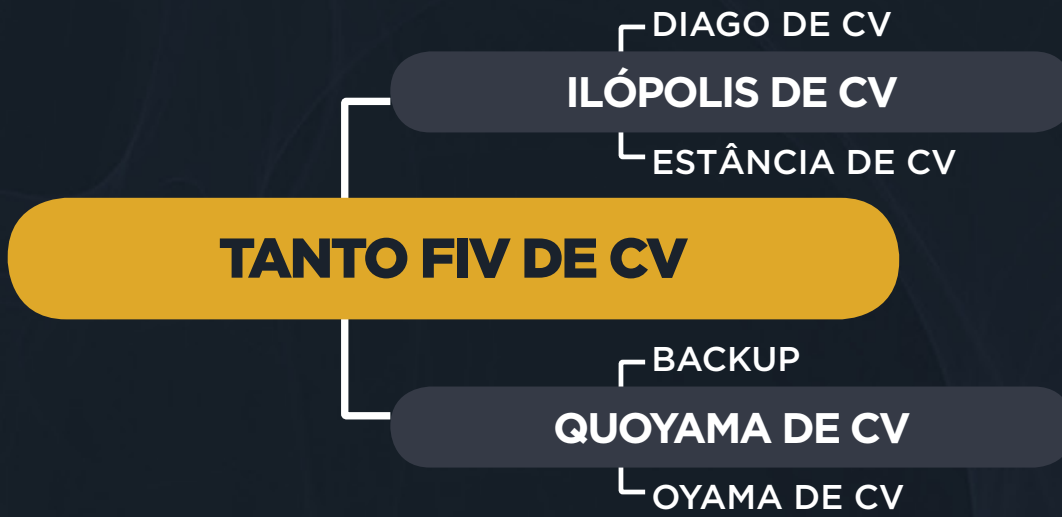 DIAGO DE CV
ILÓPOLIS DE CV
ESTÂNCIA DE CV
TANTO FIV DE CV
BACKUP
QUOYAMA DE CV
OYAMA DE CV